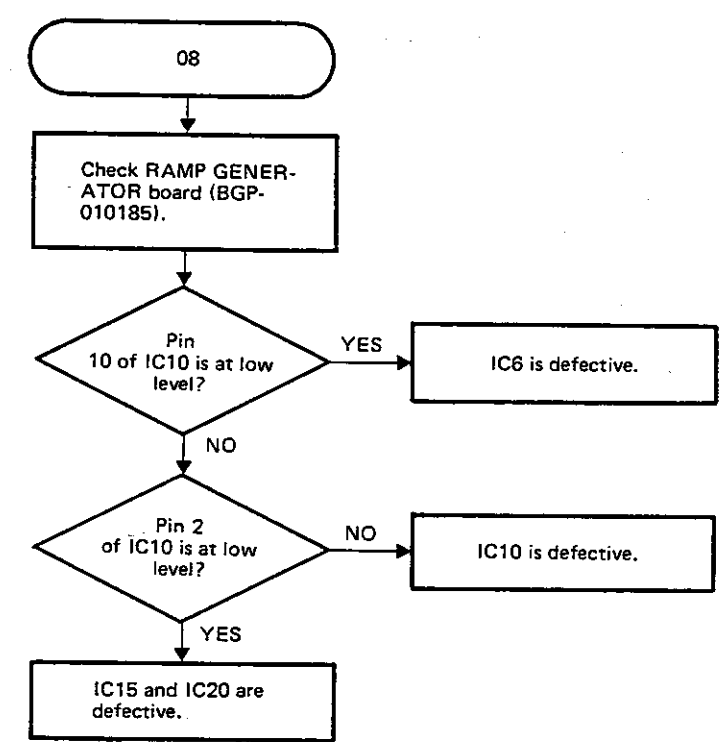 08
Check RAMP GENER-
ATOR board (BGP-
010185).
Pin
10 of IC10 is at low
level?
YES
IC6 is defective.
NO
Pin 2
of IC10 is at low
level?
NO
IC10 is defective.
YES
IC15 and IC20 are
defective.